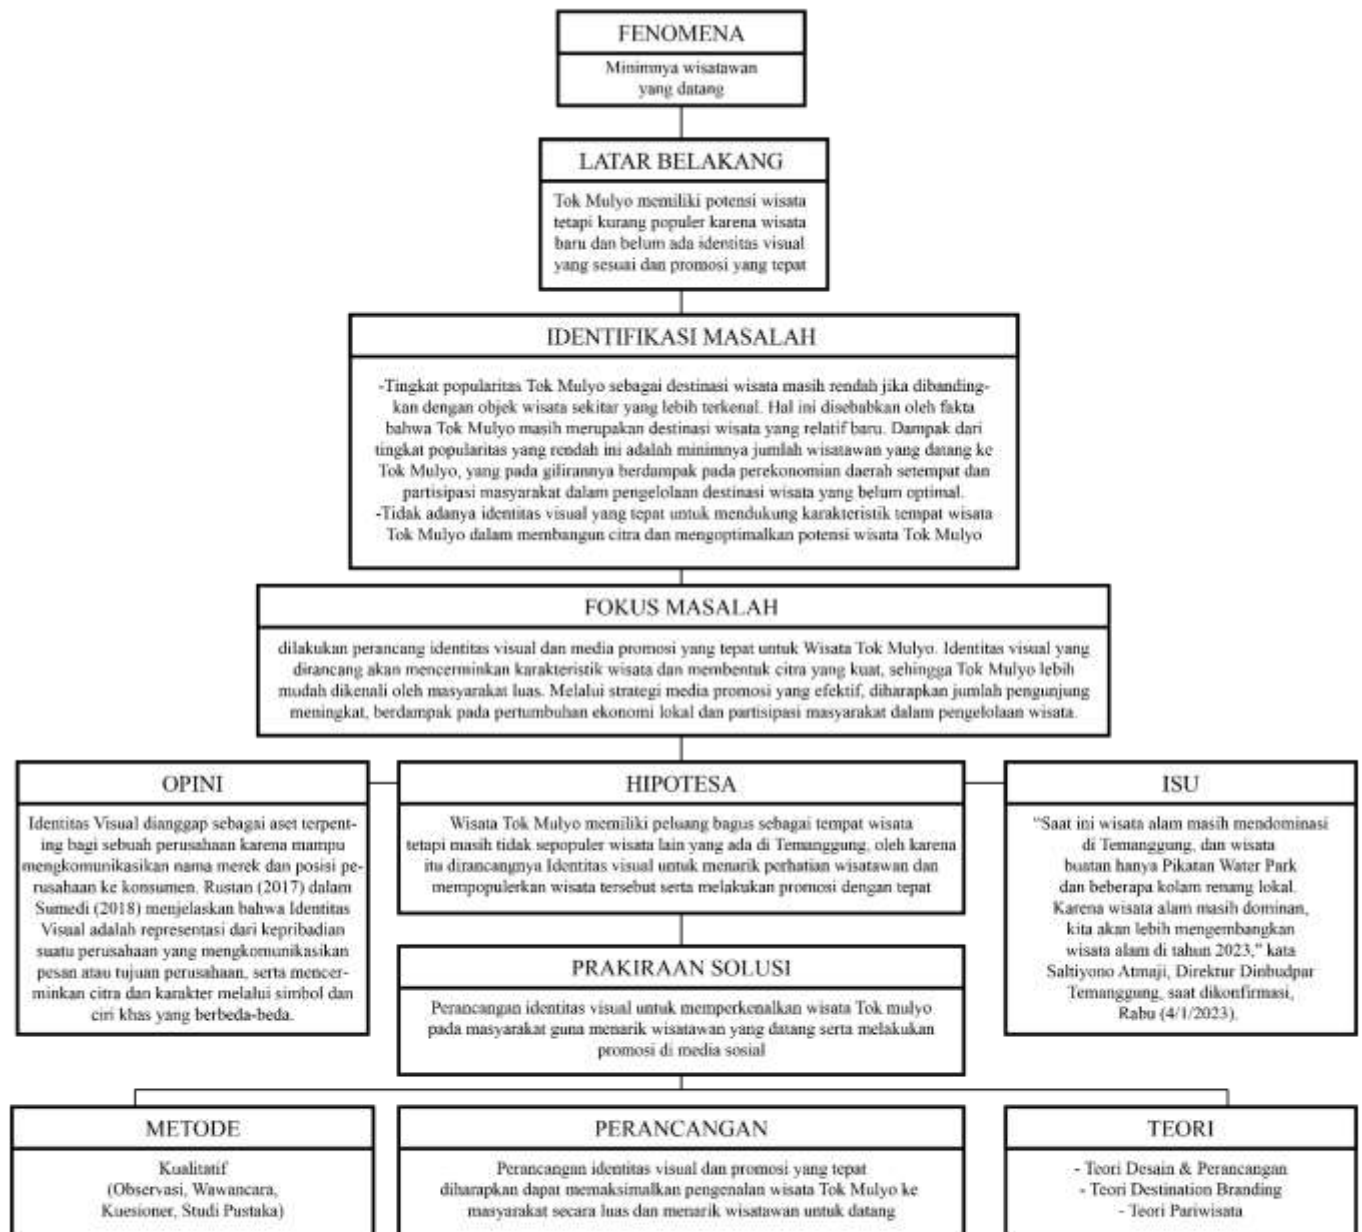 FENOMENA
Minimnya wisatawan
yang datang
LATAR BELAKANG
Tok Mulyo memiliki potensi wisata
tetapi kurang populer karena wisata
baru dan belum ada identitas visual
yang sesuai dan promosi yang tepat
IDENTIFIKASI MASALAH
-Tingkat popularitas Tok Mulyo sebagai destinasi wisata masih rendah jika dibanding-
kan dengan objek wisata sekitar yang lebih terkenal. Hal ini disebabkan oleh fakta
bahwa Tok Mulyo masih merupakan destinasi wisata yang relatif baru. Dampak dari
tingkat popularitas yang rendah ini adalah minimnya jumlah wisatawan yang datang ke
Tok Mulyo, yang pada gilirannya berdampak pada perekonomian daerah setempat dan
partisipasi masyarakat dalam pengelolaan destinasi wisata yang belum optimal.
-Tidak adanya identitas visual yang tepat untuk mendukung karakteristik tempat wisata
Tok Mulyo dalam membangun citra dan mengoptimalkan potensi wisata Tok Mulyo
FOKUS MASALAH
dilakukan perancang identitas visual dan media promosi yang tepat untuk Wisata Tok Mulyo. Identitas visual yang
dirancang akan mencerminkan karakteristik wisata dan membentuk citra yang kuat, sehingga Tok Mulyo lebih
mudah dikenali oleh masyarakat luas. Melalui strategi media promosi yang efektif, diharapkan jumlah pengunjung
meningkat, berdampak pada pertumbuhan ekonomi lokal dan partisipasi masyarakat dalam pengelolaan wisata.
OPINI
Identitas Visual dianggap sebagai aset terpent-
ing bagi sebuah perusahaan karena mampu
mengkomunikasikan nama merek dan posisi pe-
rusahaan ke konsumen. Rustan (2017) dalam
Sumedi (2018) menjelaskan bahwa Identitas
Visual adalah representasi dari kepribadian
suatu perusahaan yang mengkomunikasikan
pesan atau tujuan perusahaan, serta mencer-
minkan citra dan karakter melalui simbol dan
ciri khas yang berbeda-beda.
HIPOTESA
Wisata Tok Mulyo memiliki peluang bagus sebagai tempat wisata
tetapi masih tidak sepopuler wisata lain yang ada di Temanggung, oleh karena
itu dirancangnya Identitas visual untuk menarik perhatian wisatawan dan
mempopulerkan wisata tersebut serta melakukan promosi dengan tepat
ISU
"Saat ini wisata alam masih mendominasi
di Temanggung, dan wisata
buatan hanya Pikatan Water Park
dan beberapa kolam renang lokal.
Karena wisata alam masih dominan,
kita akan lebih mengembangkan
wisata alam di tahun 2023," kata
Saltiyono Atmaji, Direktur Dinbudpar
Temanggung, saat dikonfirmasi,
Rabu (4/1/2023).
PRAKIRAAN SOLUSI
Perancangan identitas visual untuk memperkenalkan wisata Tok mulyo
pada masyarakat guna menarik wisatawan yang datang serta melakukan
promosi di media sosial
METODE
Kualitatif
(Observasi, Wawancara,
Kuesioner, Studi Pustaka)
PERANCANGAN
Perancangan identitas visual dan promosi yang tepat
diharapkan dapat memaksimalkan pengenalan wisata Tok Mulyo ke
masyarakat secara luas dan menarik wisatawan untuk datang
TEORI
- Teori Desain & Perancangan
- Teori Destination Branding
- Teori Pariwisata